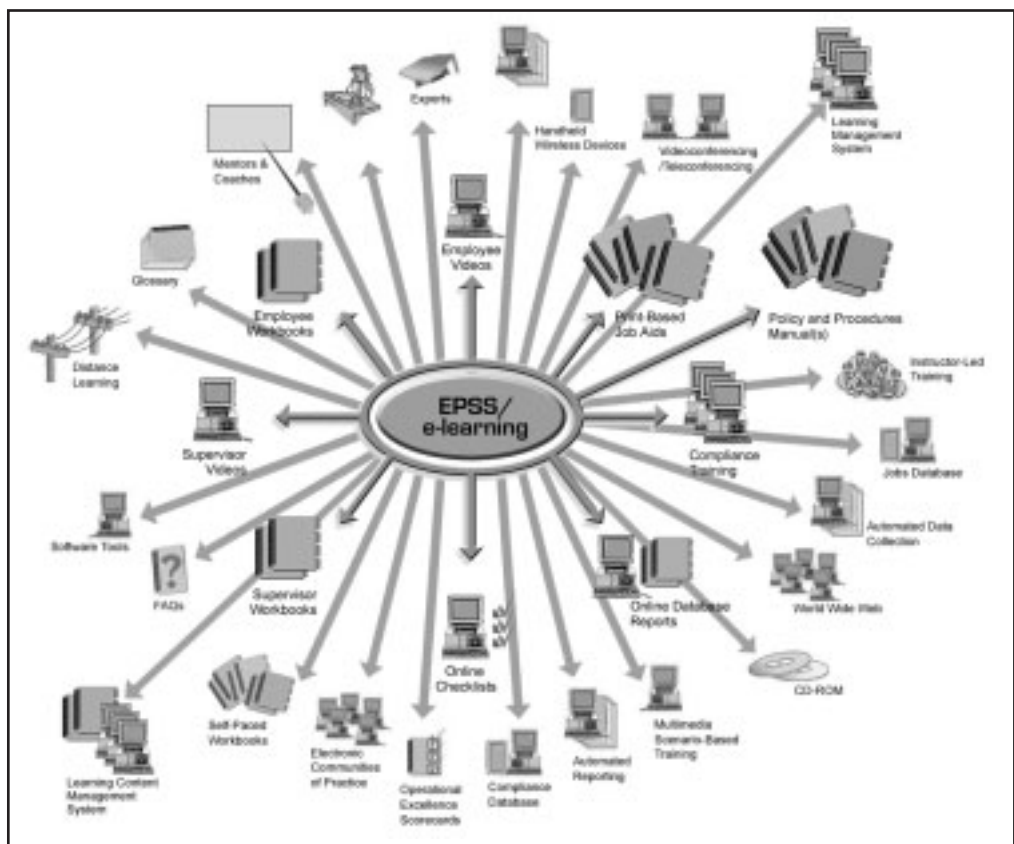 Experts
Handheld
Wireless Devices
Videoconferencing
/Teleconferencing
Learning
Management
System
Mentors &
Coaches
Employee
Videos
Glossary
Employee
Workbooks
Print-Based
Job Aids
Policy and Procedures
Manual(s)
Distance
Learning
Instructor-Led
Training
EPSS/
e-learning
Supervisor
Videos
Compliance
Training
Jobs Database
Software Tools
Automated Data
Collection
FAQs
?
Supervisor
Workbooks
Online Database
Reports
World Wide Web
Online
Checklists
CD-ROM
Self-Paced
Workbooks
Electronic
Communities
of Practice
Operational
Excellence
Scorecards
Compliance
Database
Automated
Reporting
Multimedia
Scenario-Based
Training
Learning Content
Management
System